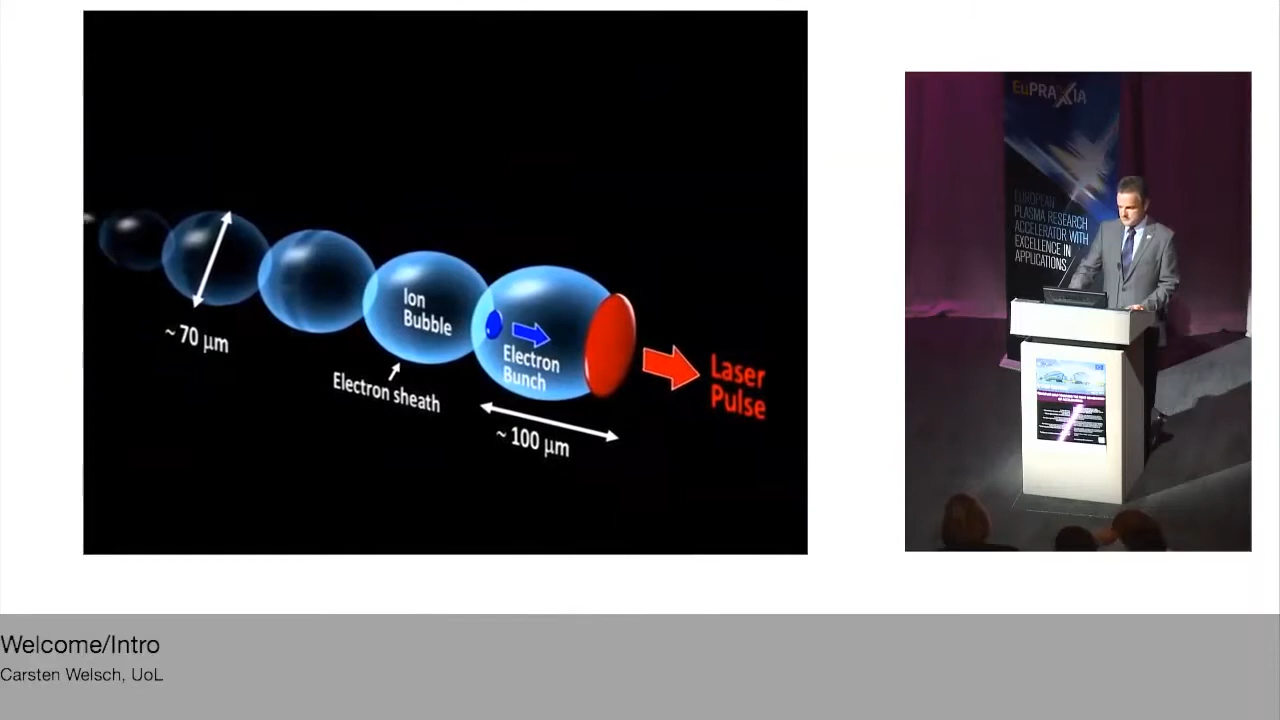 ~ 70 µm
Ion
Bubble
Electron sheath
Electron
Bunch
~ 100 µm
Laser
Pulse
EuPRAXIA
EUROPEAN
PLASMA RESEARCH
ACCELERATOR WITH
EXCELLENCE IN
APPLICATIONS
Welcome/Intro
Carsten Welsch, UoL